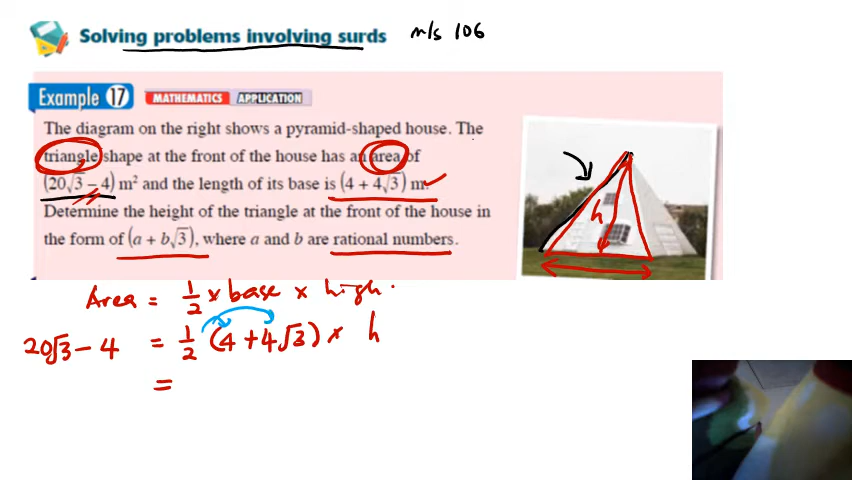 Solving problems involving surds m/s 106
Example 17 MATHEMATICS APPLICATION
The diagram on the right shows a pyramid-shaped house. The
triangle shape at the front of the house has an area of
(20√3 – 4) m² and the length of its base is (4 + 4√3) m.
Determine the height of the triangle at the front of the house in
the form of (a + b√3), where a and b are rational numbers.
h
Area = 1/2 × base × high.
20√3 – 4 = 1/2 (4 + 4√3) × h
=